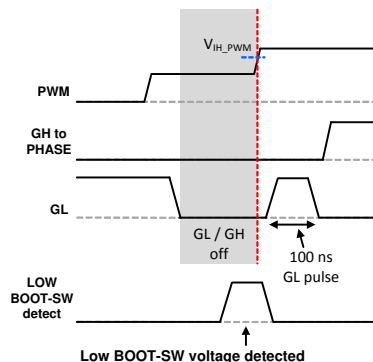 V_IH_PWM
PWM
GH to
PHASE
GL
GL / GH
off
100 ns
GL pulse
LOW
BOOT-SW
detect
Low BOOT-SW voltage detected